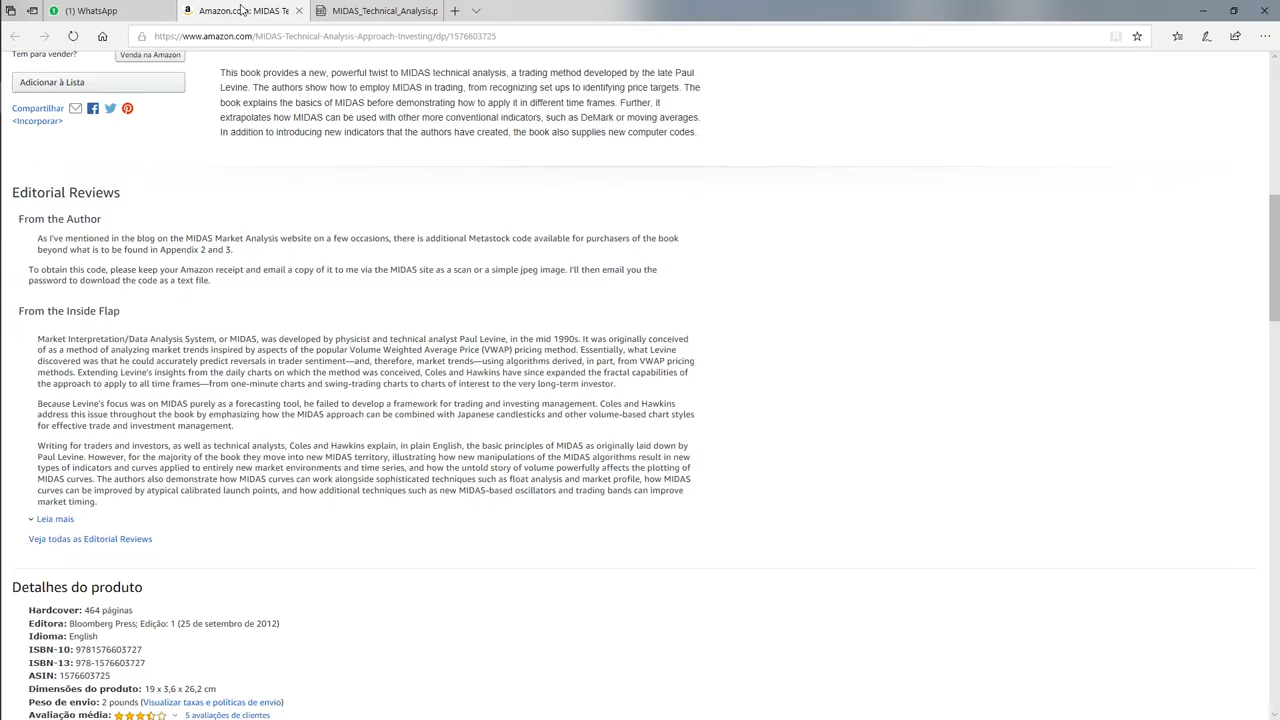 (1) WhatsApp
Amazon.com: MIDAS Te
MIDAS_Technical_Analysis.p
https://www.amazon.com/MIDAS-Technical-Analysis-Approach-Investing/dp/1576603725
Tem para vender?
Venda na Amazon
Adicionar à Lista
Compartilhar
<Incorporar>
This book provides a new, powerful twist to MIDAS technical analysis, a trading method developed by the late Paul
Levine. The authors show how to employ MIDAS in trading, from recognizing set ups to identifying price targets. The
book explains the basics of MIDAS before demonstrating how to apply it in different time frames. Further, it
extrapolates how MIDAS can be used with other more conventional indicators, such as DeMark or moving averages.
In addition to introducing new indicators that the authors have created, the book also supplies new computer codes.
Editorial Reviews
From the Author
As I've mentioned in the blog on the MIDAS Market Analysis website on a few occasions, there is additional Metastock code available for purchasers of the book
beyond what is to be found in Appendix 2 and 3.
To obtain this code, please keep your Amazon receipt and email a copy of it to me via the MIDAS site as a scan or a simple jpeg image. I'll then email you the
password to download the code as a text file.
From the Inside Flap
Market Interpretation/Data Analysis System, or MIDAS, was developed by physicist and technical analyst Paul Levine, in the mid 1990s. It was originally conceived
of as a method of analyzing market trends inspired by aspects of the popular Volume Weighted Average Price (VWAP) pricing method. Essentially, what Levine
discovered was that he could accurately predict reversals in trader sentiment—and, therefore, market trends—using algorithms derived, in part, from VWAP pricing
methods. Extending Levine's insights from the daily charts on which the method was conceived, Coles and Hawkins have since expanded the fractal capabilities of
the approach to apply to all time frames—from one-minute charts and swing-trading charts to charts of interest to the very long-term investor.
Because Levine's focus was on MIDAS purely as a forecasting tool, he failed to develop a framework for trading and investing management. Coles and Hawkins
address this issue throughout the book by emphasizing how the MIDAS approach can be combined with Japanese candlesticks and other volume-based chart styles
for effective trade and investment management.
Writing for traders and investors, as well as technical analysts, Coles and Hawkins explain, in plain English, the basic principles of MIDAS as originally laid down by
Paul Levine. However, for the majority of the book they move into new MIDAS territory, illustrating how new manipulations of the MIDAS algorithms result in new
types of indicators and curves applied to entirely new market environments and time series, and how the untold story of volume powerfully affects the plotting of
MIDAS curves. The authors also demonstrate how MIDAS curves can work alongside sophisticated techniques such as float analysis and market profile, how MIDAS
curves can be improved by atypical calibrated launch points, and how additional techniques such as new MIDAS-based oscillators and trading bands can improve
market timing.
Leia mais
Veja todas as Editorial Reviews
Detalhes do produto
Hardcover: 464 páginas
Editora: Bloomberg Press; Edição: 1 (25 de setembro de 2012)
Idioma: English
ISBN-10: 9781576603727
ISBN-13: 978-1576603727
ASIN: 1576603725
Dimensões do produto: 19 x 3,6 x 26,2 cm
Peso de envio: 2 pounds (Visualizar taxas e políticas de envio)
Avaliação média: 5 avaliações de clientes